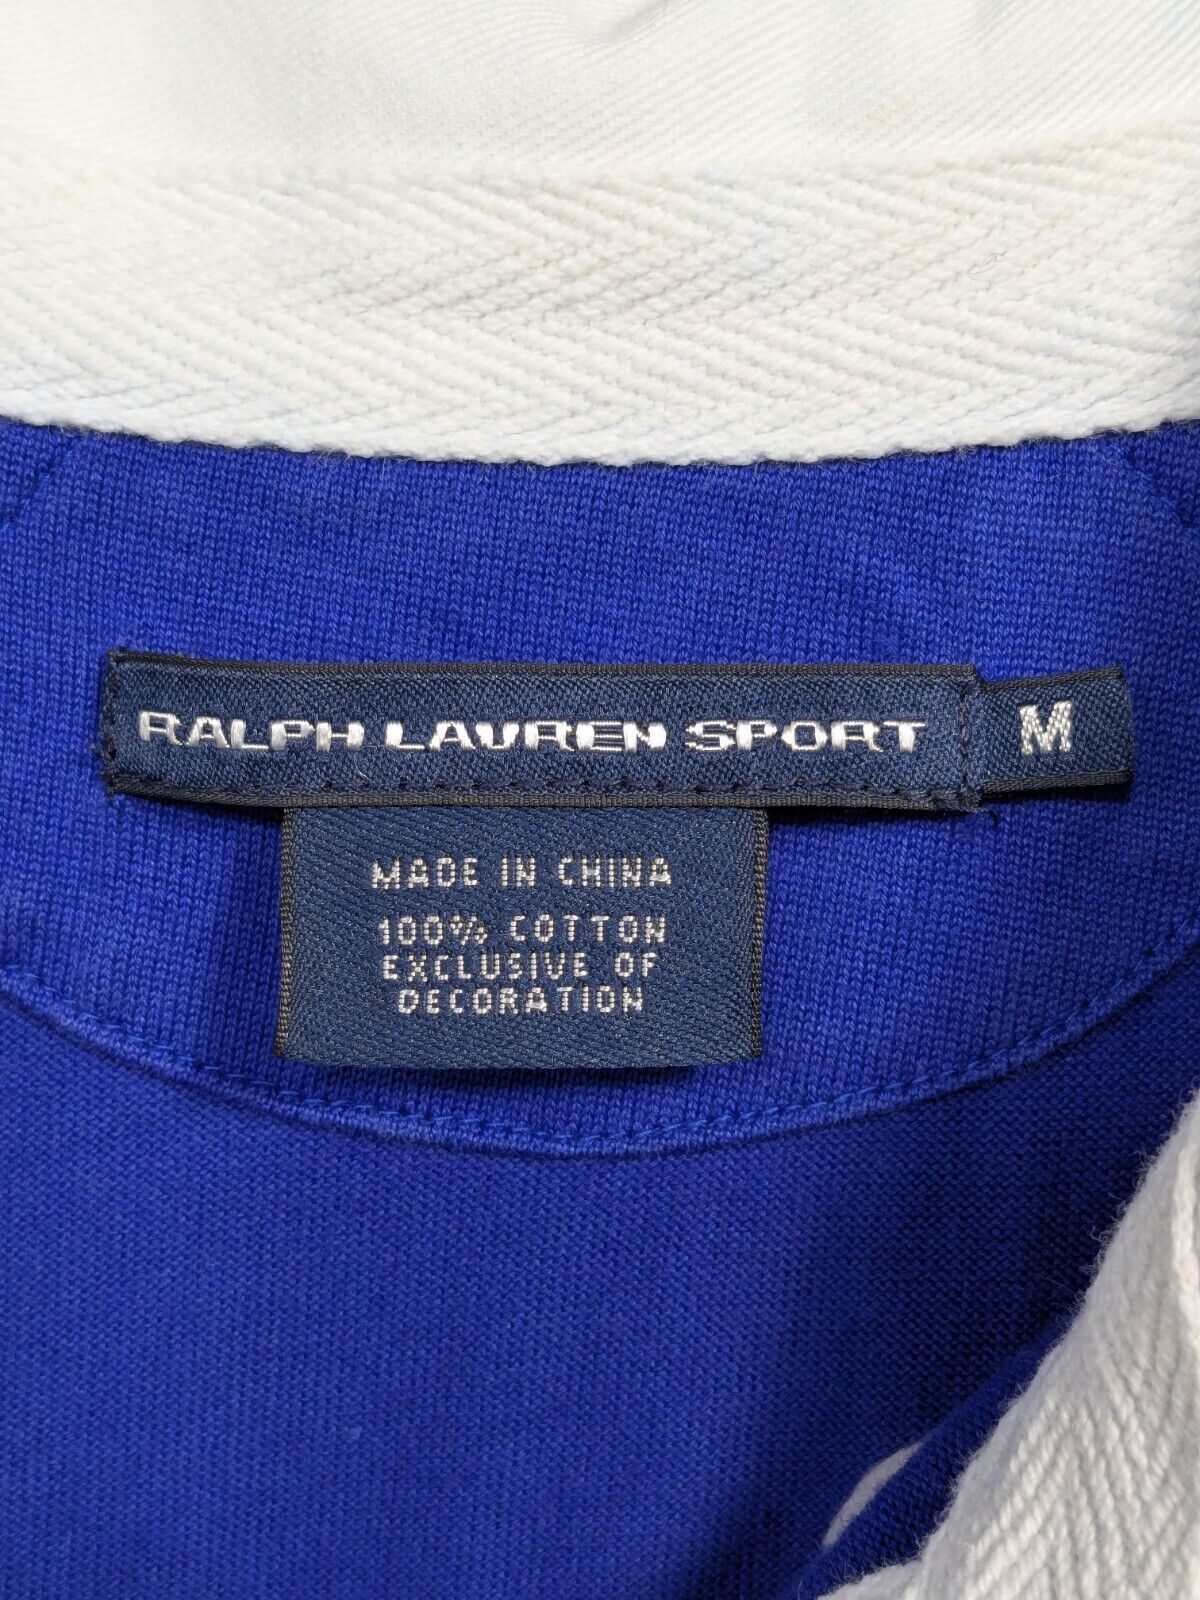 RALPH LAUREN SPORT M
MADE IN CHINA
100% COTTON
EXCLUSIVE OF
DECORATION